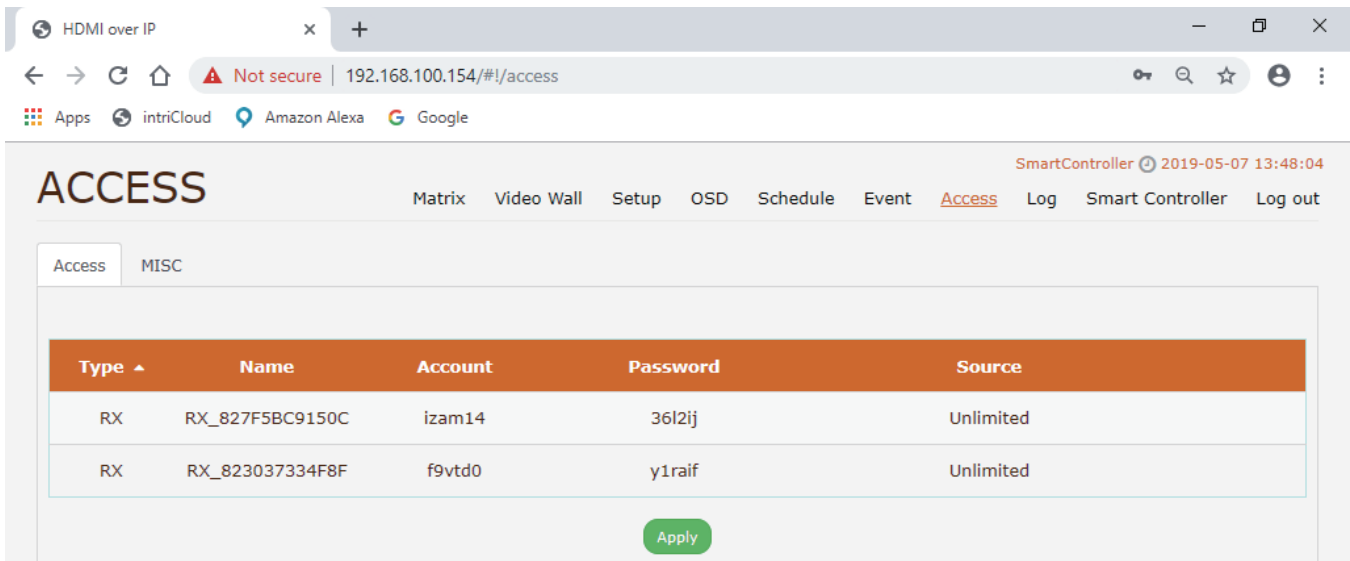 HDMI over IP
Not secure | 192.168.100.154/#!/access
Apps intriCloud Amazon Alexa Google
SmartController 2019-05-07 13:48:04
ACCESS
Matrix Video Wall Setup OSD Schedule Event Access Log Smart Controller Log out
Access MISC
Type Name Account Password Source
RX RX_827F5BC9150C izam14 36l2ij Unlimited
RX RX_823037334F8F f9vtd0 y1raif Unlimited
Apply